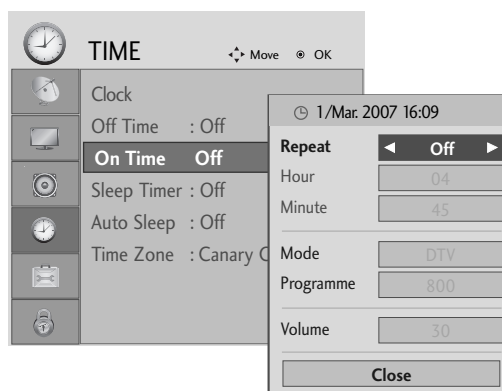 TIME
Move OK
Clock
Off Time : Off
On Time Off
Sleep Timer : Off
Auto Sleep : Off
Time Zone : Canary
1/Mar. 2007 16:09
Repeat ◄ Off ►
Hour 04
Minute 45
Mode DTV
Programme 800
Volume 30
Close